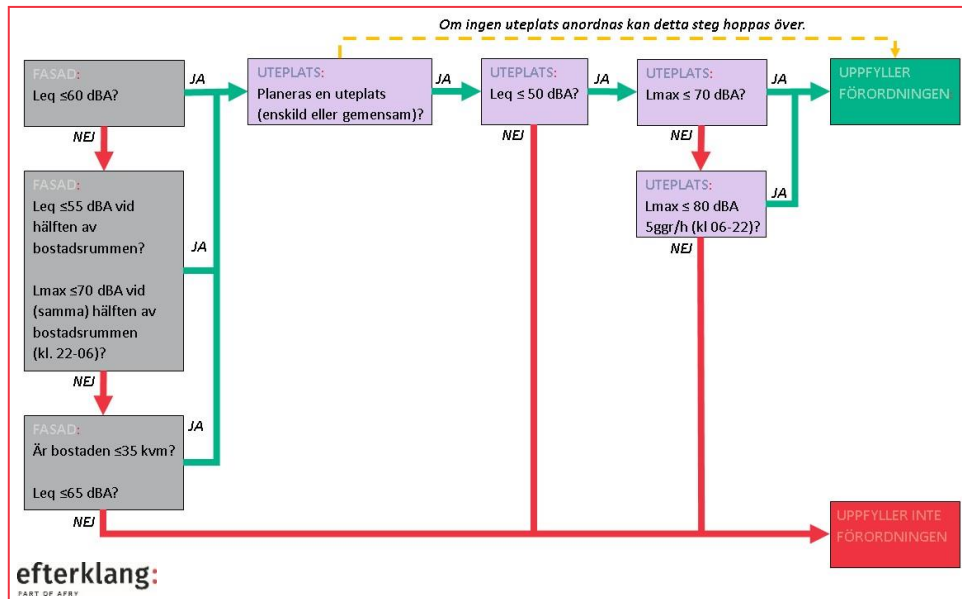 Om ingen uteplats anordnas kan detta steg hoppas över.
FASAD:
Leq ≤60 dBA?
JA
NEJ
UTEPLATS:
Planeras en uteplats
(enskild eller gemensam)?
JA
UTEPLATS:
Leq ≤ 50 dBA?
JA
NEJ
UTEPLATS:
Lmax ≤ 70 dBA?
JA
NEJ
UPPFYLLER
FÖRORDNINGEN
FASAD:
Leq ≤55 dBA vid
hälften av
bostadsrummen?
Lmax ≤70 dBA vid
(samma) hälften av
bostadsrummen
(kl. 22-06)?
JA
NEJ
UTEPLATS:
Lmax ≤ 80 dBA
5ggr/h (kl 06-22)?
JA
NEJ
FASAD:
Är bostaden ≤35 kvm?
Leq ≤65 dBA?
JA
NEJ
UPPFYLLER INTE
FÖRORDNINGEN
efterklang:
PART OF AFRY